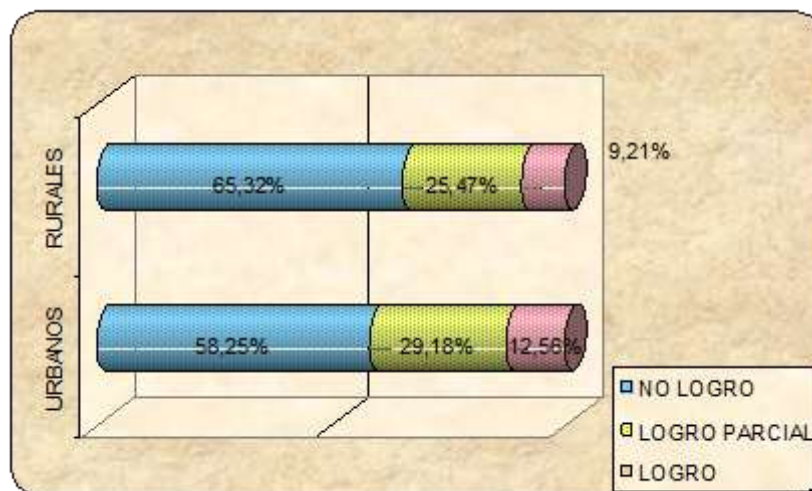 RURALES
65,32%
25,47%
9,21%
URBANOS
58,25%
29,18%
12,56%
NO LOGRO
LOGRO PARCIAL
LOGRO